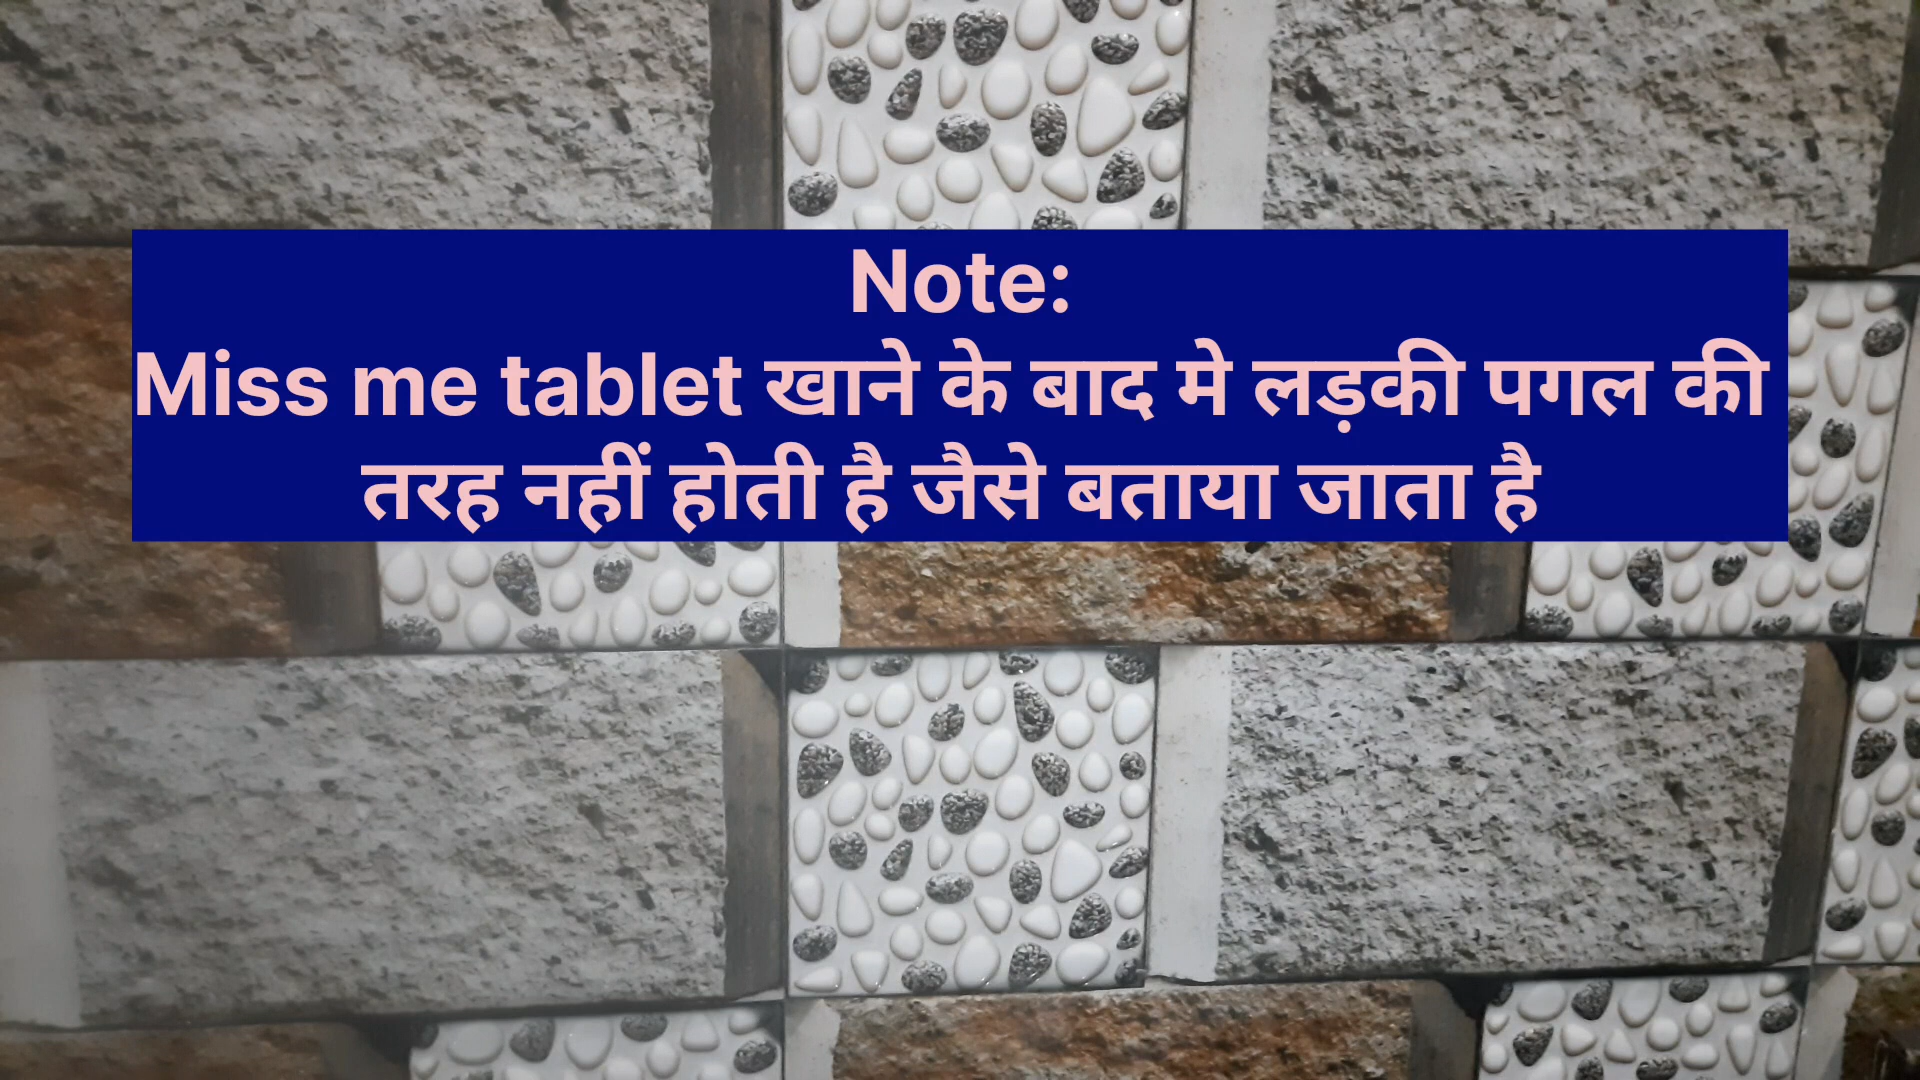 Note:
Miss me tablet खाने के बाद मे लड़की पगल की
तरह नहीं होती है जैसे बताया जाता है